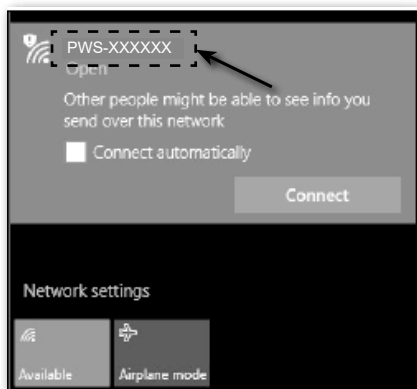 PWS-XXXXXX
Open
Other people might be able to see info you
send over this network
Connect automatically
Connect
Network settings
Available
Airplane mode